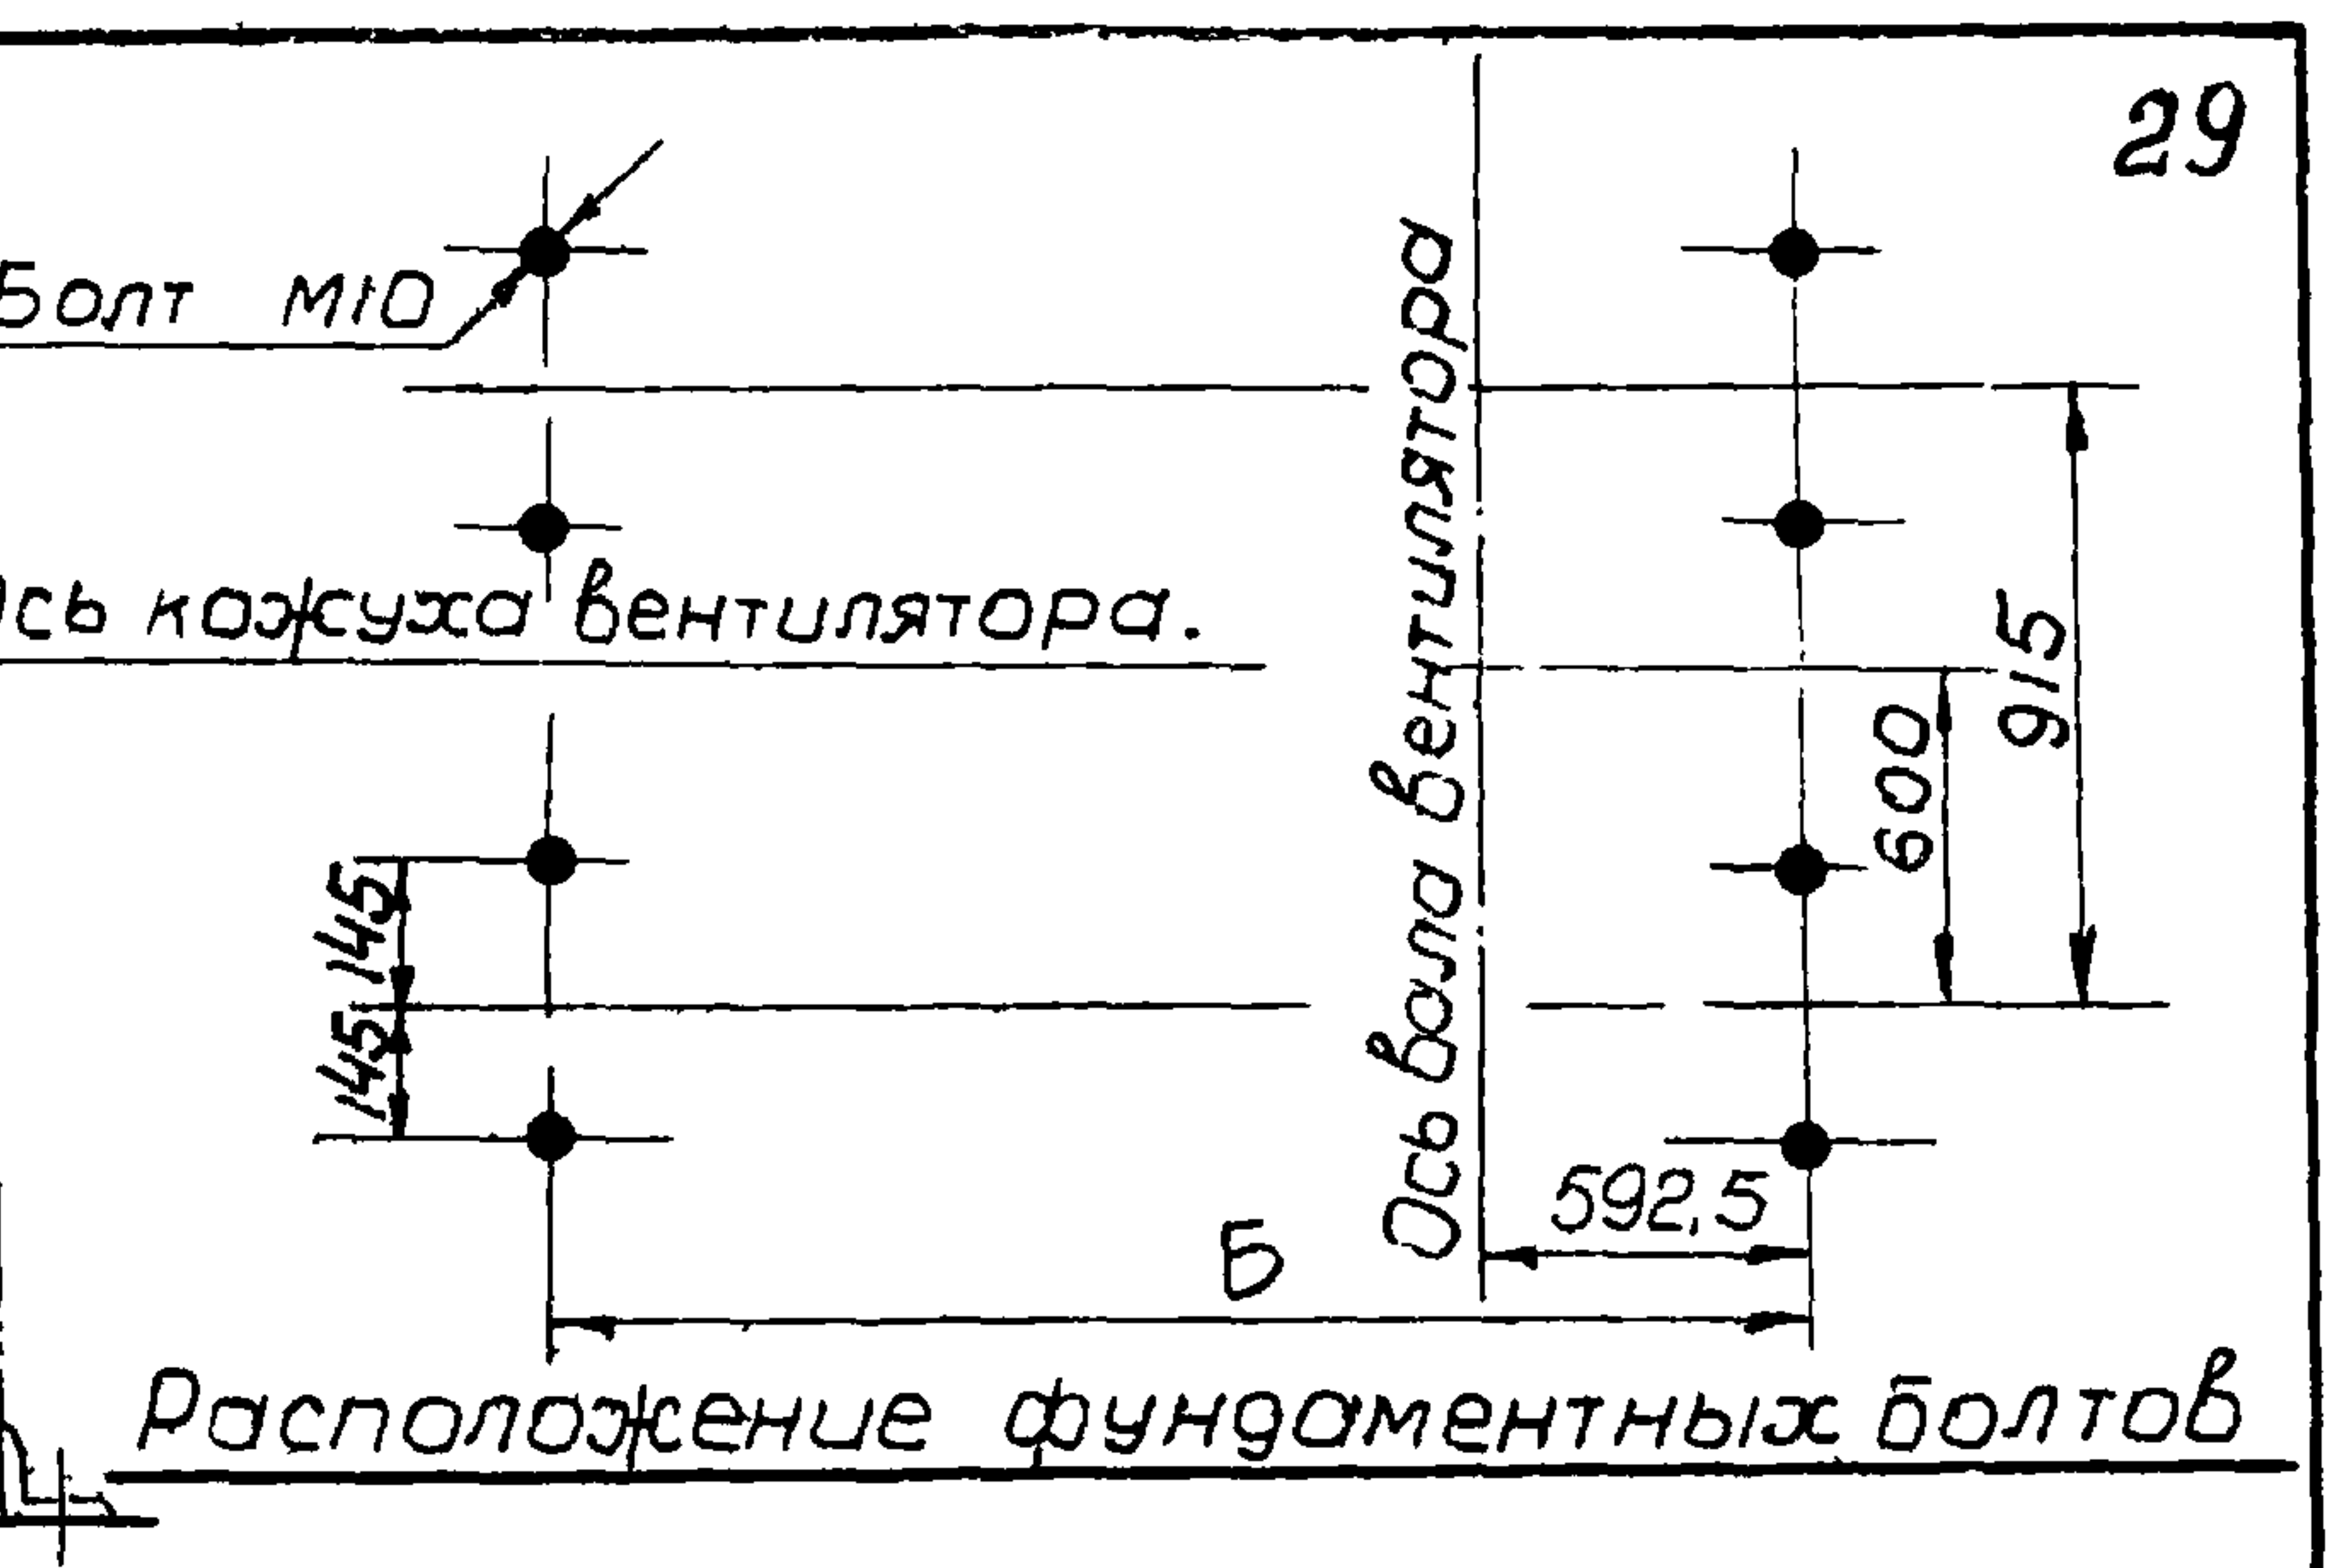 29
Болт М10
Ось кожуха вентилятора.
Ось вала вентилятора
915
600
145
145
592,5
Б
Расположение фундаментных болтов